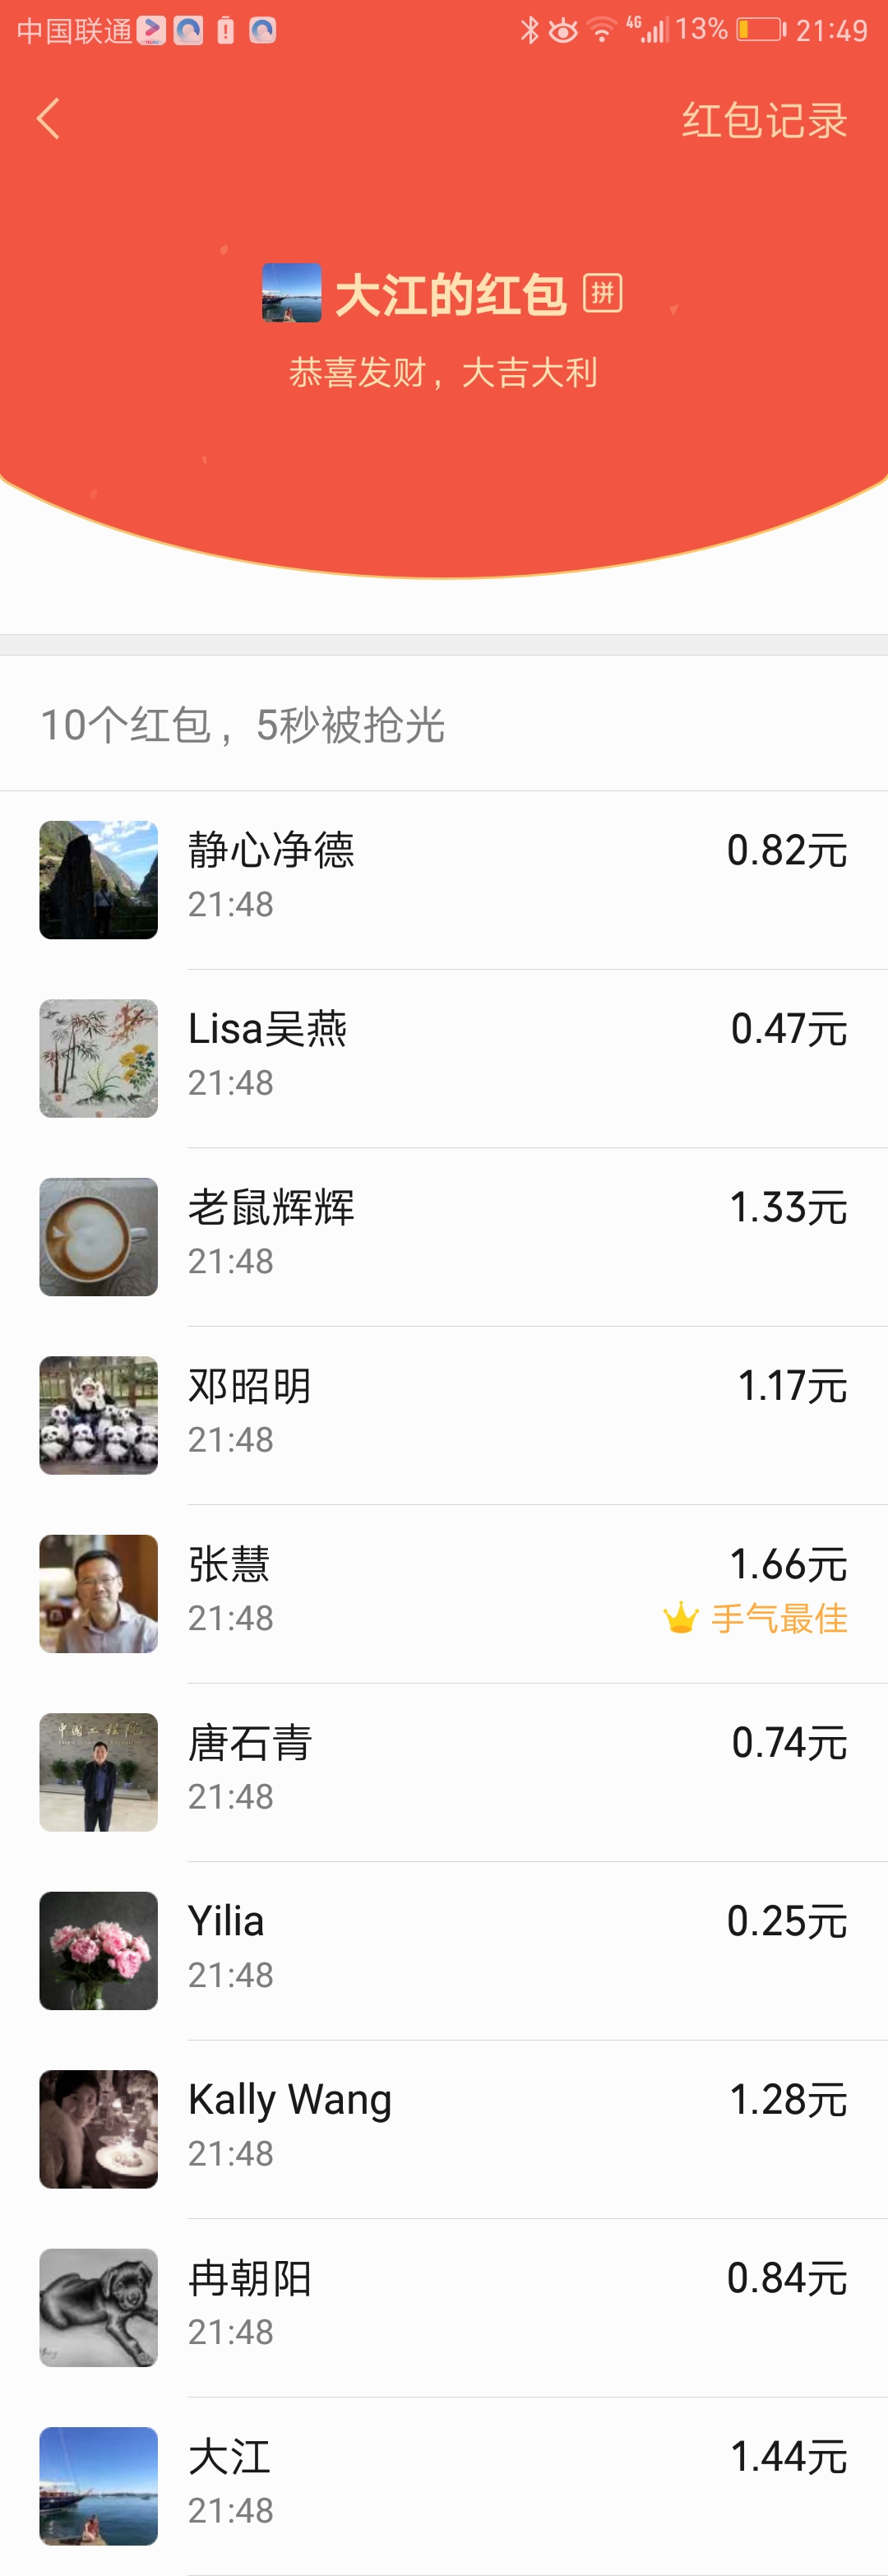 中国联通 4G 13% 21:49
红包记录
大江的红包 拼
恭喜发财，大吉大利
10个红包，5秒被抢光
静心净德 0.82元
21:48
Lisa吴燕 0.47元
21:48
老鼠辉辉 1.33元
21:48
邓昭明 1.17元
21:48
张慧 1.66元
21:48 手气最佳
中国工程院
唐石青 0.74元
21:48
Yilia 0.25元
21:48
Kally Wang 1.28元
21:48
冉朝阳 0.84元
21:48
大江 1.44元
21:48